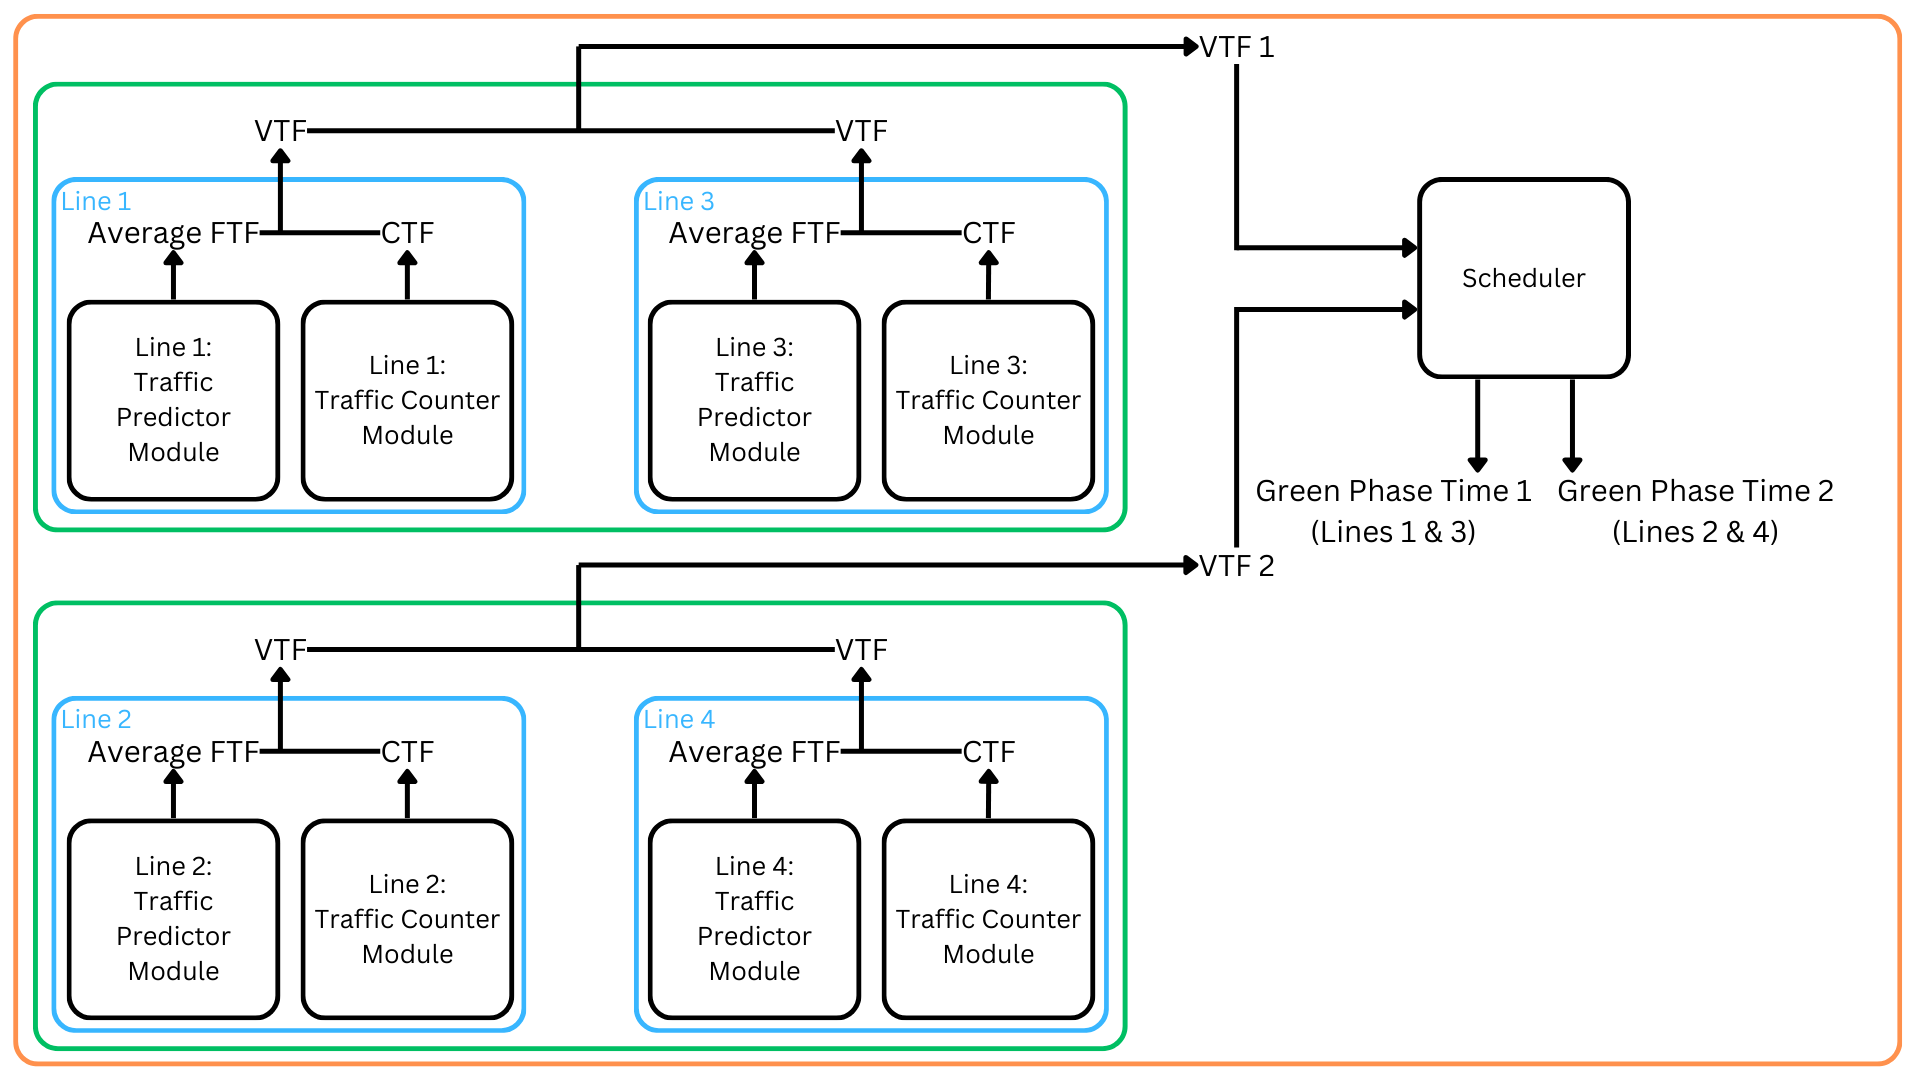 VTF 1
VTF
VTF
Line 1
Average FTF
CTF
Line 1:
Traffic
Predictor
Module
Line 1:
Traffic Counter
Module
Line 3
Average FTF
CTF
Line 3:
Traffic
Predictor
Module
Line 3:
Traffic Counter
Module
Scheduler
Green Phase Time 1
(Lines 1 & 3)
Green Phase Time 2
(Lines 2 & 4)
VTF 2
VTF
VTF
Line 2
Average FTF
CTF
Line 2:
Traffic
Predictor
Module
Line 2:
Traffic Counter
Module
Line 4
Average FTF
CTF
Line 4:
Traffic
Predictor
Module
Line 4:
Traffic Counter
Module